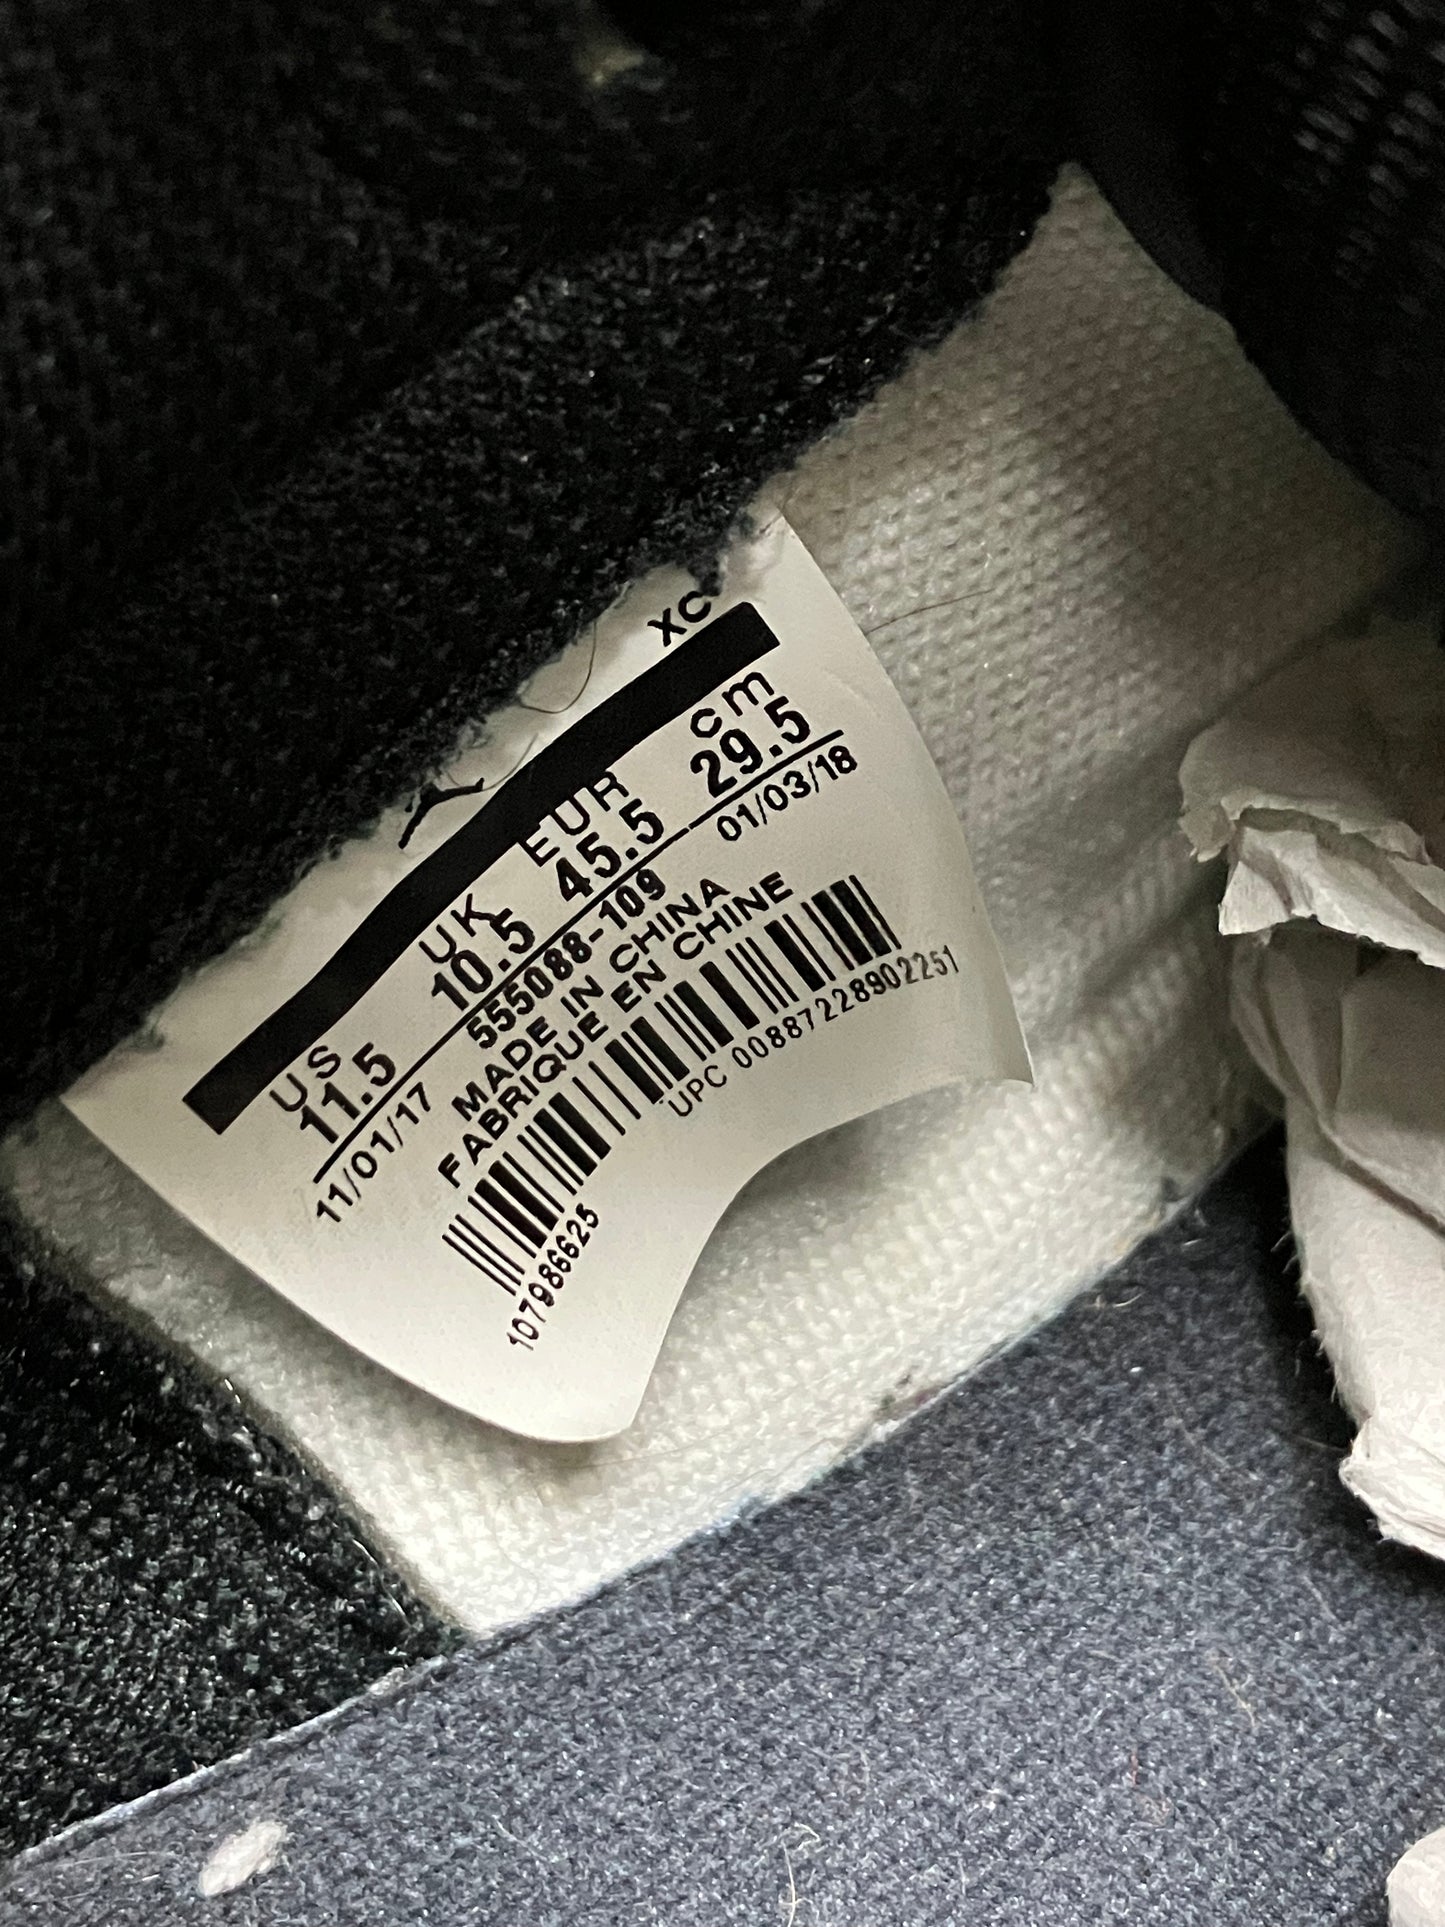 XC
US UK EUR cm
11.5 10.5 45.5 29.5
11/01/17 555088-109 01/03/18
MADE IN CHINA
FABRIQUE EN CHINE
UPC 00887228902251
107986625